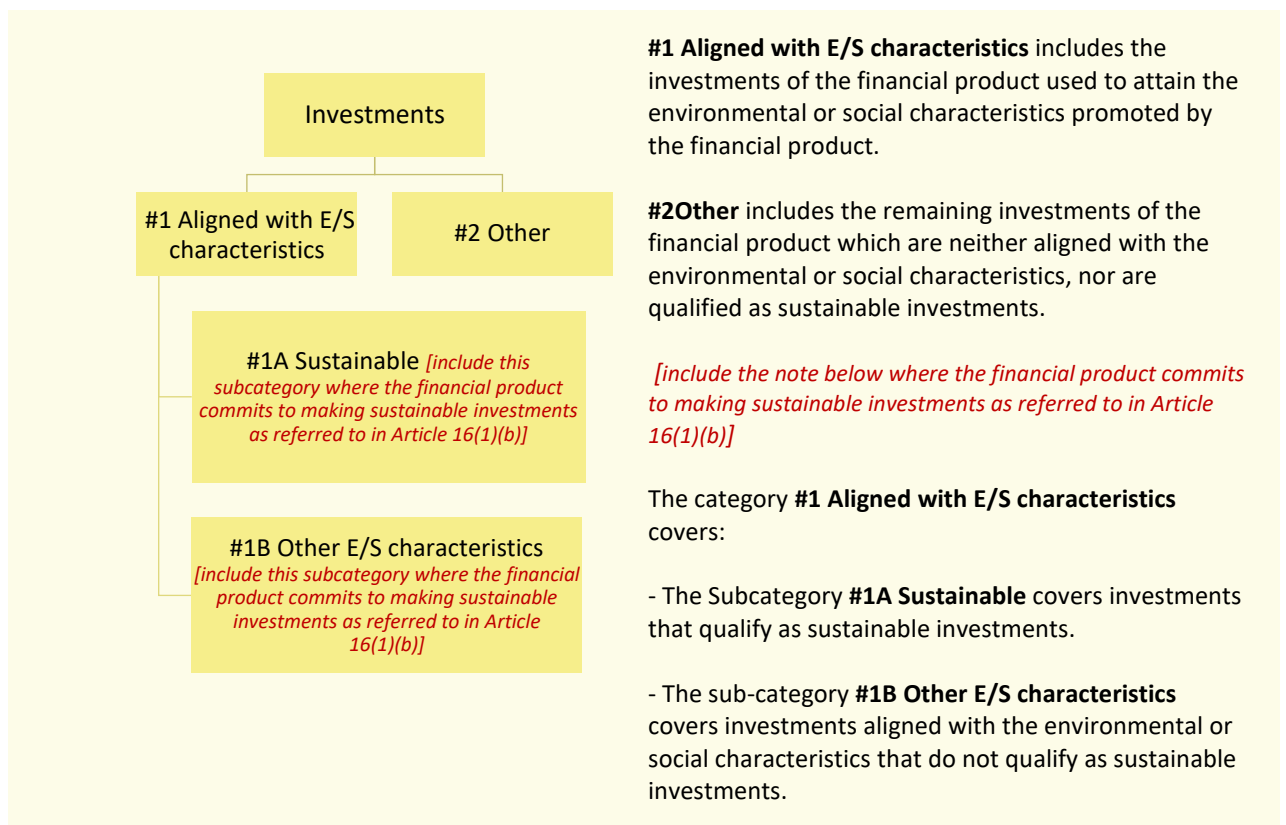 Investments
#1 Aligned with E/S
characteristics
#2 Other
#1A Sustainable [include this
subcategory where the financial product
commits to making sustainable investments
as referred to in Article 16(1)(b)]
#1B Other E/S characteristics
[include this subcategory where the financial
product commits to making sustainable
investments as referred to in Article
16(1)(b)]
#1 Aligned with E/S characteristics includes the
investments of the financial product used to attain the
environmental or social characteristics promoted by
the financial product.
#2Other includes the remaining investments of the
financial product which are neither aligned with the
environmental or social characteristics, nor are
qualified as sustainable investments.
[include the note below where the financial product commits
to making sustainable investments as referred to in Article
16(1)(b)]
The category #1 Aligned with E/S characteristics
covers:
- The Subcategory #1A Sustainable covers investments
that qualify as sustainable investments.
- The sub-category #1B Other E/S characteristics
covers investments aligned with the environmental or
social characteristics that do not qualify as sustainable
investments.